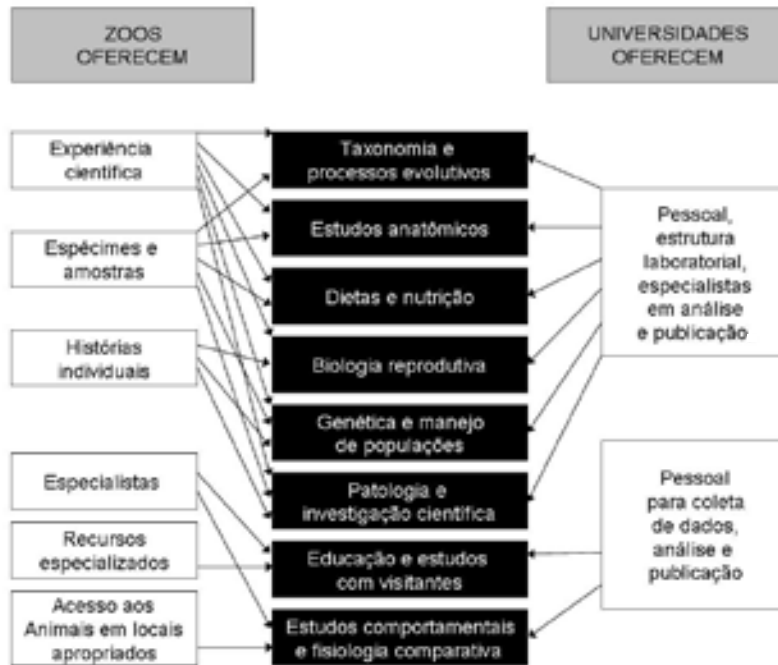 ZOOS
OFERECEM
UNIVERSIDADES
OFERECEM
Experiência
científica
Espécimes e
amostras
Histórias
individuais
Especialistas
Recursos
especializados
Acesso aos
Animais em locais
apropriados
Taxonomia e
processos evolutivos
Estudos anatômicos
Dietas e nutrição
Biologia reprodutiva
Genética e manejo
de populações
Patologia e
investigação científica
Educação e estudos
com visitantes
Estudos comportamentais
e fisiologia comparativa
Pessoal,
estrutura
laboratorial,
especialistas
em análise
e publicação
Pessoal
para coleta
de dados,
análise e
publicação